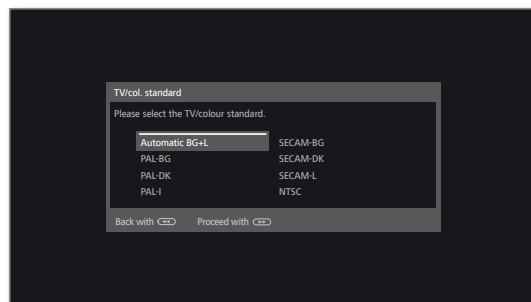 TV/col. standard
Please select the TV/colour standard.
Automatic BG+L
PAL-BG
PAL-DK
PAL-I
SECAM-BG
SECAM-DK
SECAM-L
NTSC
Back with Proceed with